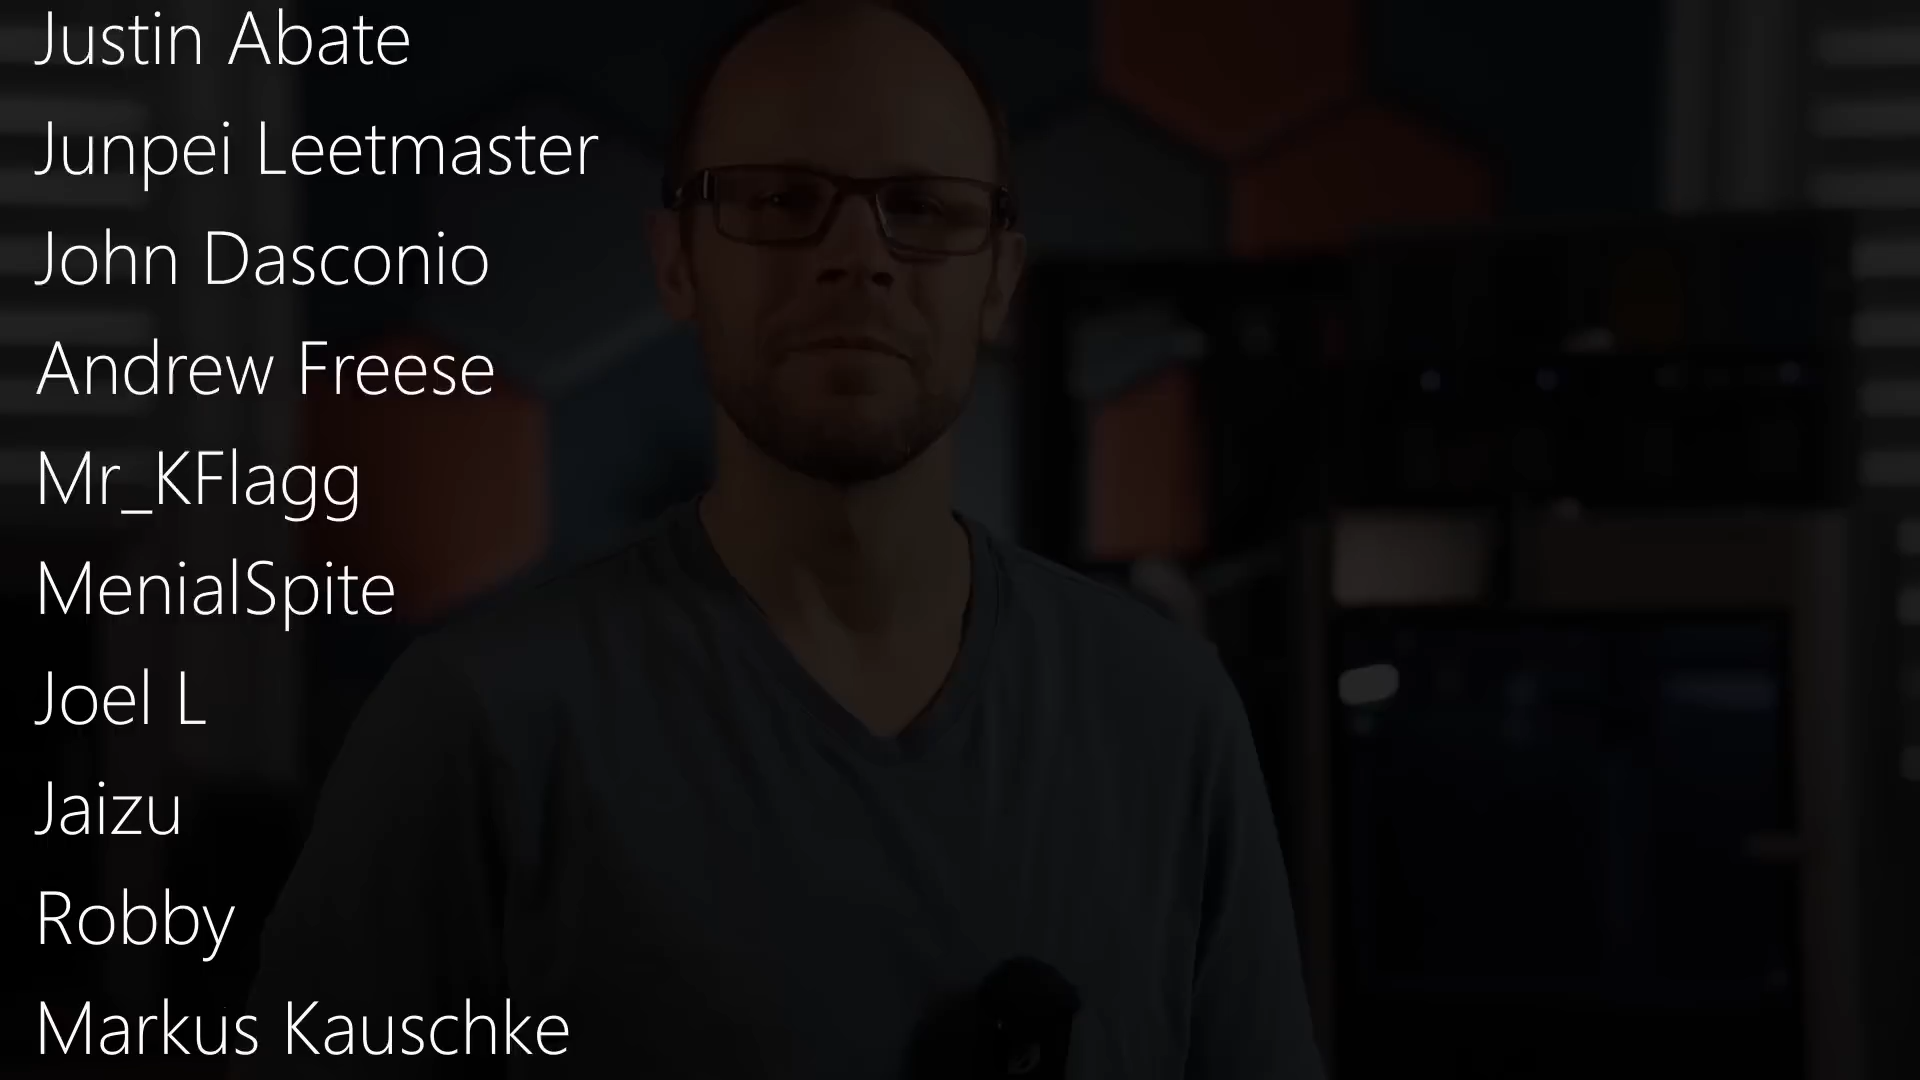 Justin Abate
Junpei Leetmaster
John Dasconio
Andrew Freese
Mr_KFlagg
MenialSpite
Joel L
Jaizu
Robby
Markus Kauschke